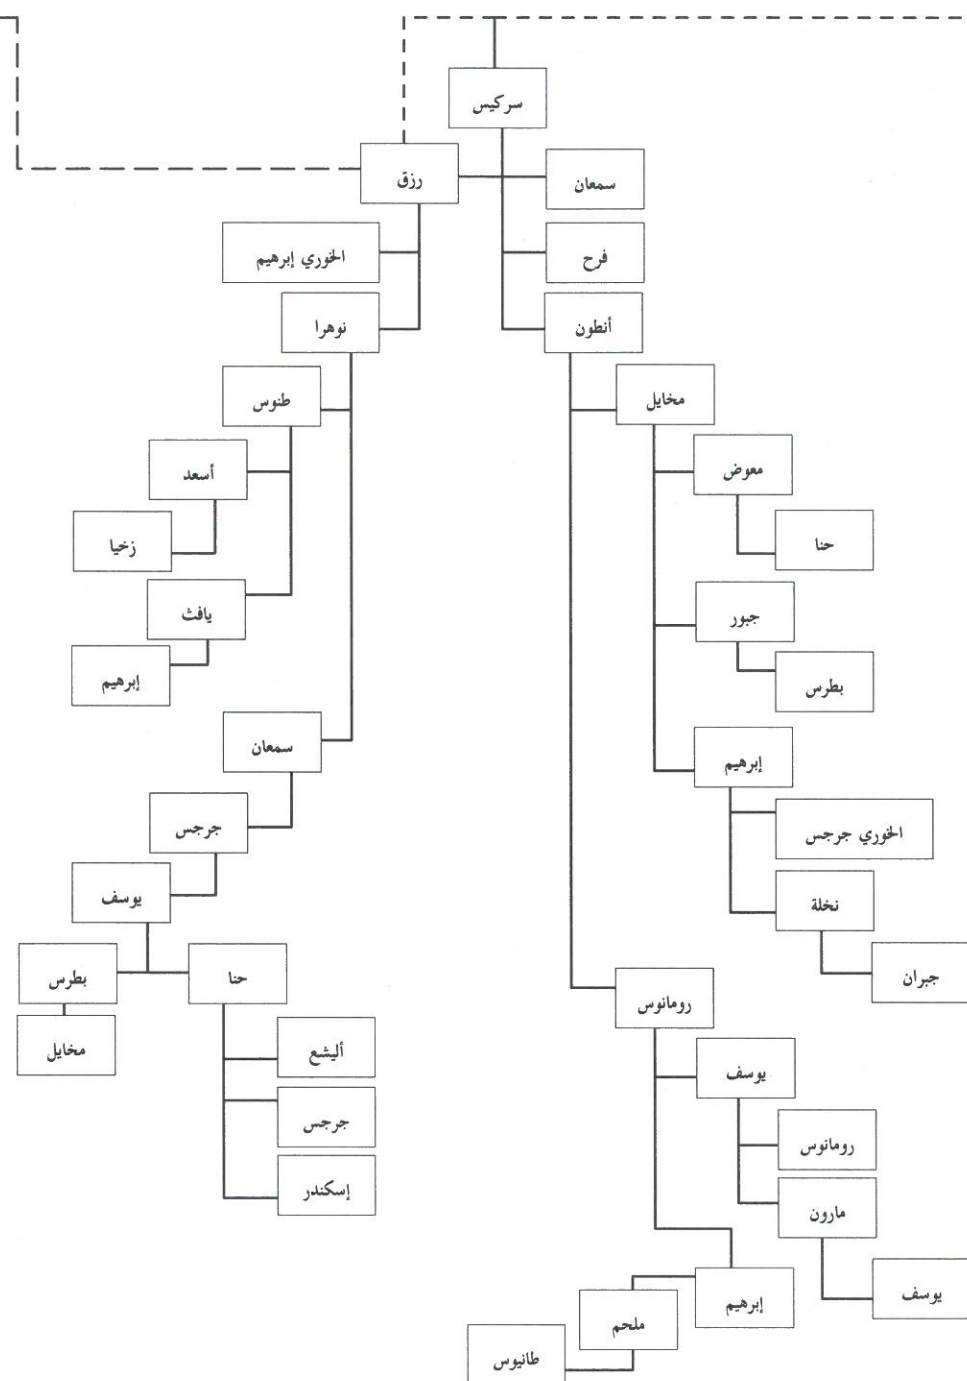 سركيس
رزق
سمعان
الخوري إبرهيم
فرح
نوهرا
أنطون
طنوس
مخايل
أسعد
معوض
زخيا
حنا
يافث
جبور
إبرهيم
بطرس
سمعان
إبرهيم
جرجس
الخوري جرجس
يوسف
نخلة
بطرس
حنا
جبران
رومانوس
مخايل
أليشع
يوسف
جرجس
رومانوس
إسكندر
مارون
يوسف
إبرهيم
ملحم
طانيوس